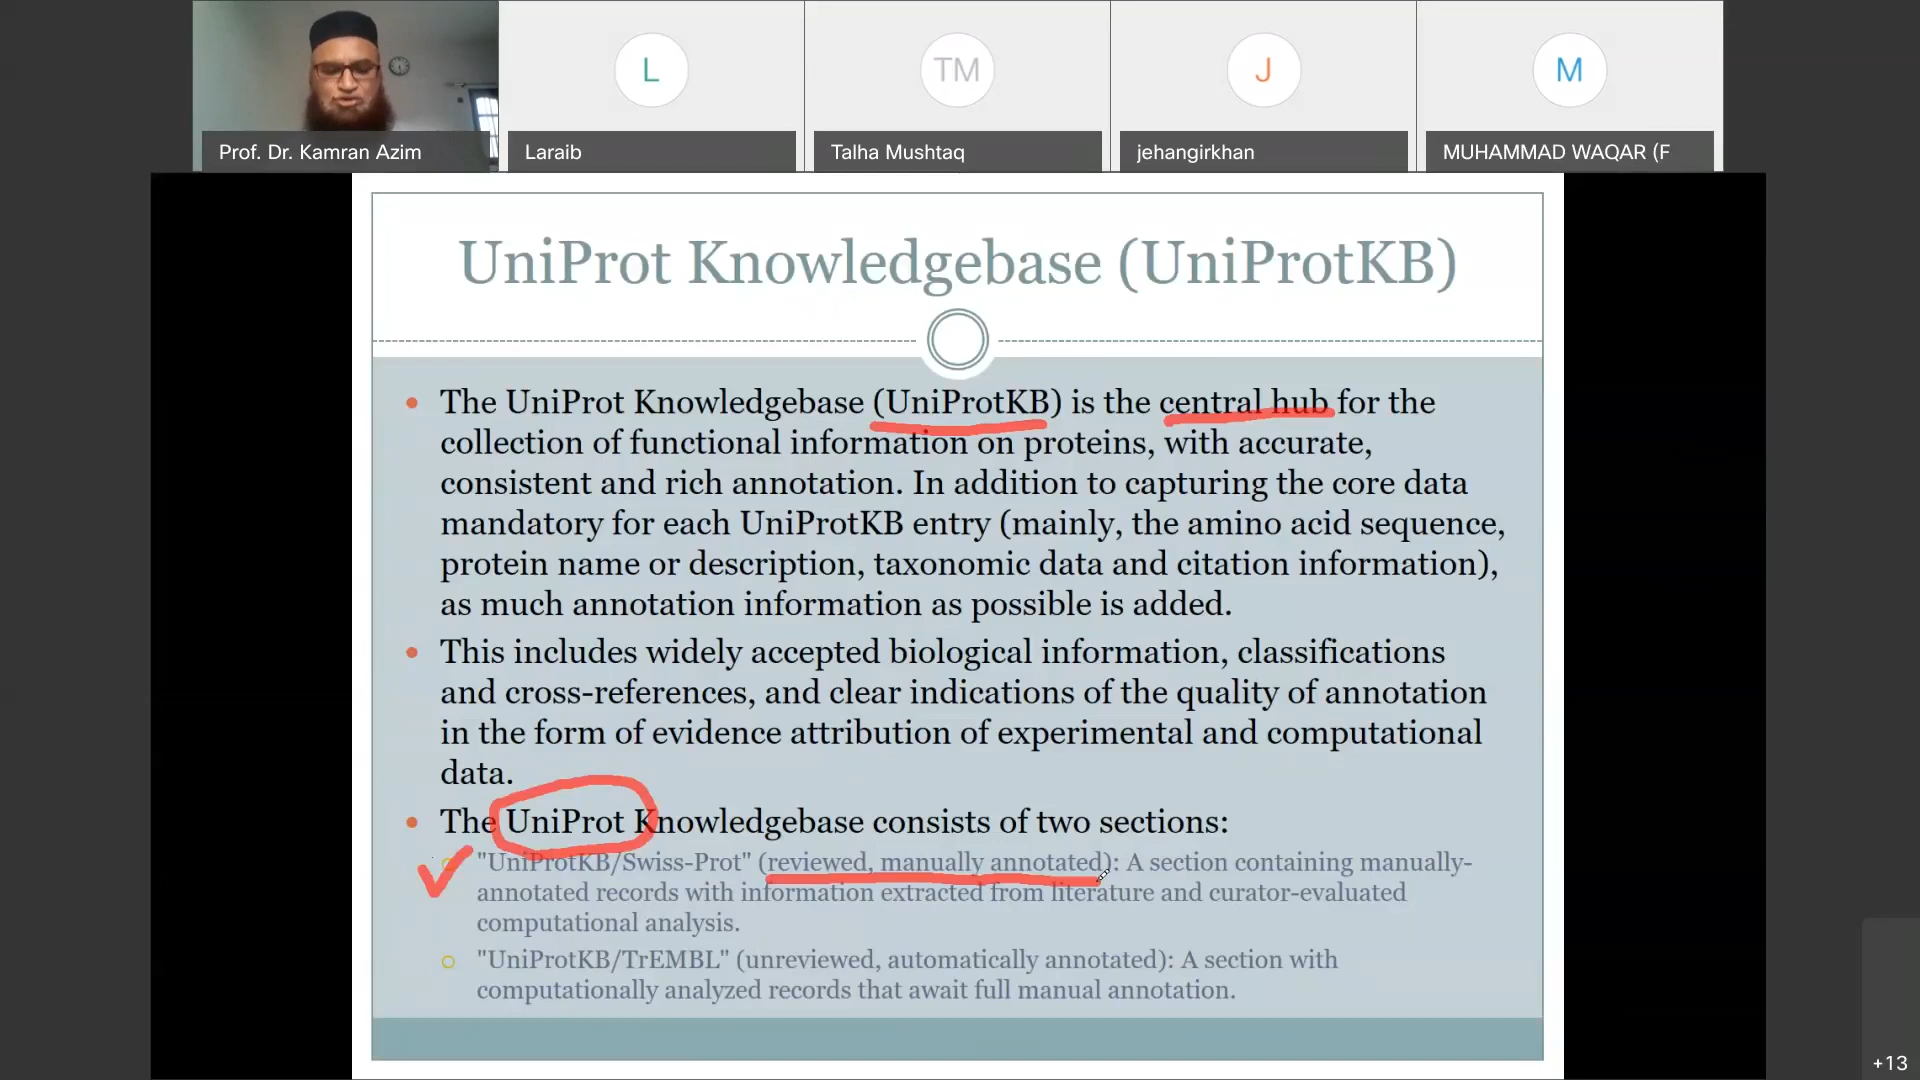 L
TM
J
M
Prof. Dr. Kamran Azim
Laraib
Talha Mushtaq
jehangirkhan
MUHAMMAD WAQAR (F
UniProt Knowledgebase (UniProtKB)
The UniProt Knowledgebase (UniProtKB) is the central hub for the
collection of functional information on proteins, with accurate,
consistent and rich annotation. In addition to capturing the core data
mandatory for each UniProtKB entry (mainly, the amino acid sequence,
protein name or description, taxonomic data and citation information),
as much annotation information as possible is added.
This includes widely accepted biological information, classifications
and cross-references, and clear indications of the quality of annotation
in the form of evidence attribution of experimental and computational
data.
The UniProt Knowledgebase consists of two sections:
"UniProtKB/Swiss-Prot" (reviewed, manually annotated): A section containing manually-
annotated records with information extracted from literature and curator-evaluated
computational analysis.
"UniProtKB/TrEMBL" (unreviewed, automatically annotated): A section with
computationally analyzed records that await full manual annotation.
+13